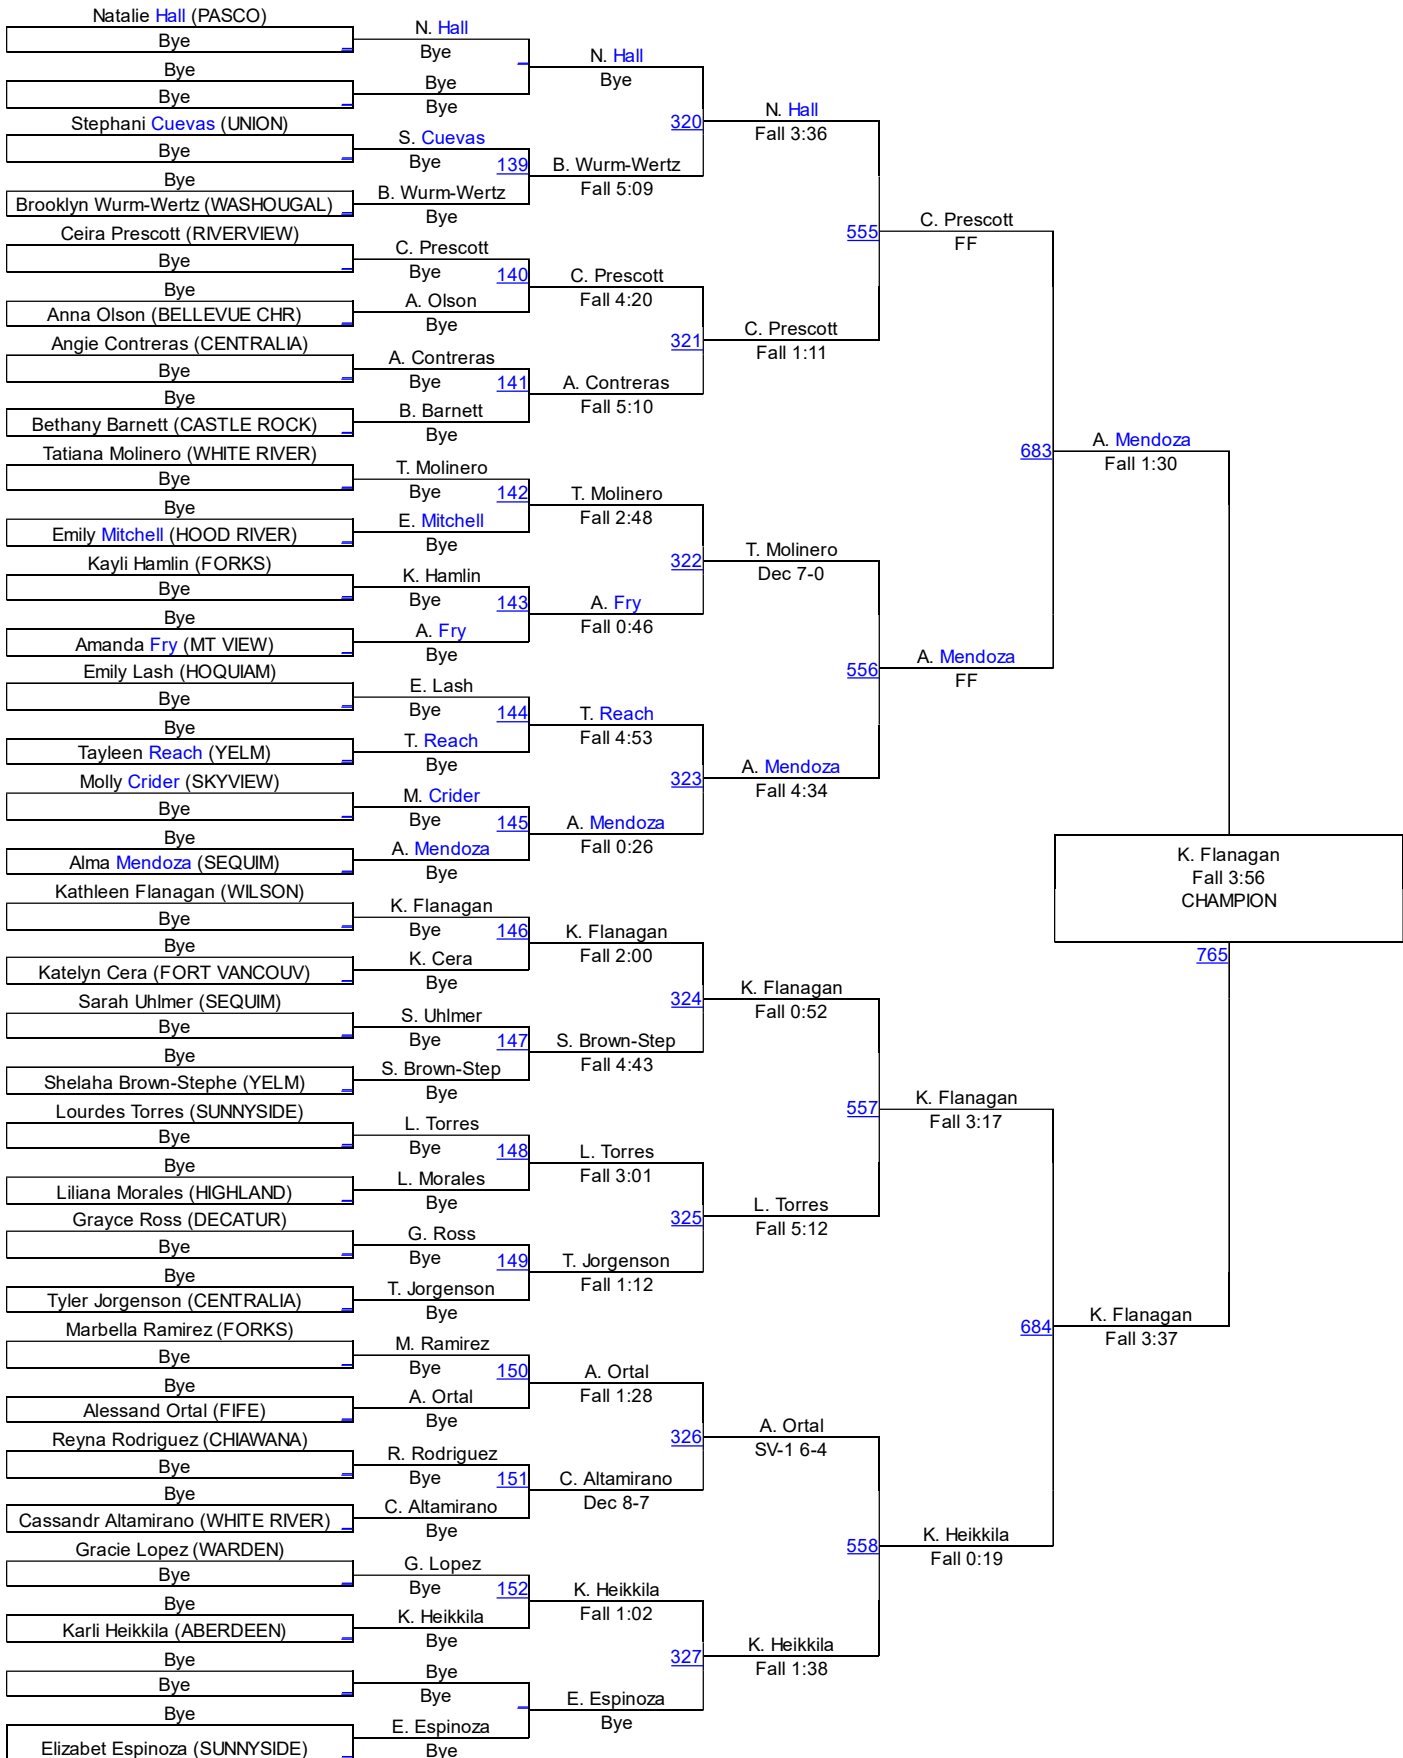 Natalie Hall (PASCO)
Bye
Bye
Bye
Stephani Cuevas (UNION)
Bye
Bye
Brooklyn Wurm-Wertz (WASHOUGAL)
Ceira Prescott (RIVERVIEW)
Bye
Bye
Anna Olson (BELLEVUE CHR)
Angie Contreras (CENTRALIA)
Bye
Bye
Bethany Barnett (CASTLE ROCK)
Tatiana Molinero (WHITE RIVER)
Bye
Bye
Emily Mitchell (HOOD RIVER)
Kayli Hamlin (FORKS)
Bye
Bye
Amanda Fry (MT VIEW)
Emily Lash (HOQUIAM)
Bye
Bye
Tayleen Reach (YELM)
Molly Crider (SKYVIEW)
Bye
Bye
Alma Mendoza (SEQUIM)
Kathleen Flanagan (WILSON)
Bye
Bye
Katelyn Cera (FORT VANCOUV)
Sarah Uhlmer (SEQUIM)
Bye
Bye
Shelaha Brown-Stephe (YELM)
Lourdes Torres (SUNNYSIDE)
Bye
Bye
Liliana Morales (HIGHLAND)
Grayce Ross (DECATUR)
Bye
Bye
Tyler Jorgenson (CENTRALIA)
Marbella Ramirez (FORKS)
Bye
Bye
Alessand Ortal (FIFE)
Reyna Rodriguez (CHIAWANA)
Bye
Bye
Cassandr Altamirano (WHITE RIVER)
Gracie Lopez (WARDEN)
Bye
Bye
Karli Heikkila (ABERDEEN)
Bye
Bye
Bye
Elizabet Espinoza (SUNNYSIDE)
N. Hall
Bye
Bye
Bye
S. Cuevas
Bye
139
B. Wurm-Wertz
Bye
C. Prescott
Bye
140
A. Olson
Bye
A. Contreras
Bye
141
B. Barnett
Bye
T. Molinero
Bye
142
E. Mitchell
Bye
K. Hamlin
Bye
143
A. Fry
Bye
E. Lash
Bye
144
T. Reach
Bye
M. Crider
Bye
145
A. Mendoza
Bye
K. Flanagan
Bye
146
K. Cera
Bye
S. Uhlmer
Bye
147
S. Brown-Step
Bye
L. Torres
Bye
148
L. Morales
Bye
G. Ross
Bye
149
T. Jorgenson
Bye
M. Ramirez
Bye
150
A. Ortal
Bye
R. Rodriguez
Bye
151
C. Altamirano
Bye
G. Lopez
Bye
152
K. Heikkila
Bye
Bye
Bye
E. Espinoza
Bye
N. Hall
Bye
320
B. Wurm-Wertz
Fall 5:09
C. Prescott
Fall 4:20
321
A. Contreras
Fall 5:10
T. Molinero
Fall 2:48
322
A. Fry
Fall 0:46
T. Reach
Fall 4:53
323
A. Mendoza
Fall 0:26
K. Flanagan
Fall 2:00
324
S. Brown-Step
Fall 4:43
L. Torres
Fall 3:01
325
T. Jorgenson
Fall 1:12
A. Ortal
Fall 1:28
326
C. Altamirano
Dec 8-7
K. Heikkila
Fall 1:02
327
E. Espinoza
Bye
N. Hall
Fall 3:36
555
C. Prescott
Fall 1:11
T. Molinero
Dec 7-0
556
A. Mendoza
Fall 4:34
K. Flanagan
Fall 0:52
557
L. Torres
Fall 5:12
A. Ortal
SV-1 6-4
558
K. Heikkila
Fall 1:38
C. Prescott
FF
683
A. Mendoza
FF
K. Flanagan
Fall 3:17
684
K. Heikkila
Fall 0:19
A. Mendoza
Fall 1:30
K. Flanagan
Fall 3:56
CHAMPION
765
K. Flanagan
Fall 3:37